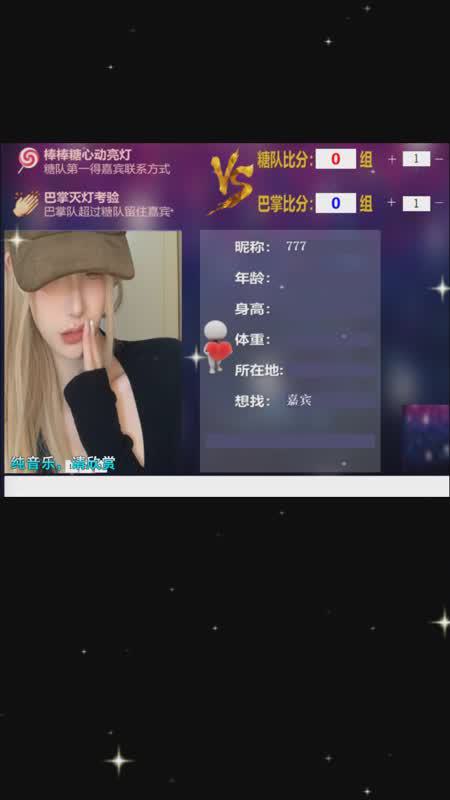 棒棒糖心动亮灯
糖队第一得嘉宾联系方式
巴掌灭灯考验
巴掌队超过糖队留住嘉宾
VS
糖队比分: 0 组 + 1 −
巴掌比分: 0 组 + 1 −
昵称: 777
年龄:
身高:
体重:
所在地:
想找: 嘉宾
纯音乐，请欣赏